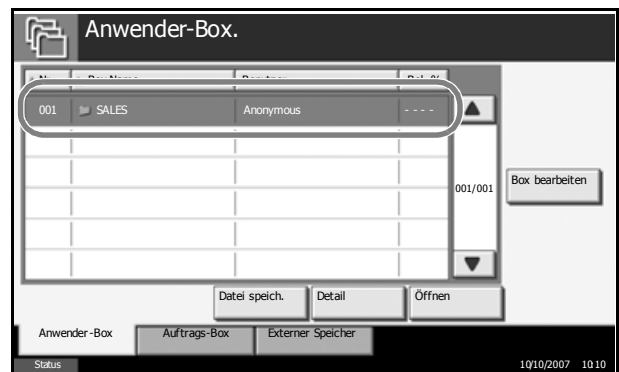 Anwender-Box.
001 SALES Anonymous - - - -
001/001
Box bearbeiten
Datei speich. Detail Öffnen
Anwender-Box Auftrags-Box Externer Speicher
Status 10/10/2007 10:10